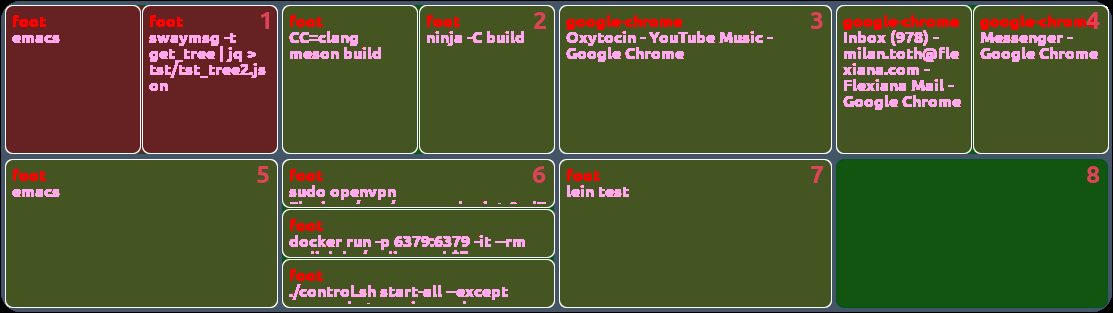 foot
emacs
1
foot
swaymsg -t
get_tree | jq >
tst/tst_tree2.js
on
foot
CC=clang
meson build
2
foot
ninja -C build
3
google-chrome
Oxytocin - YouTube Music -
Google Chrome
google-chrome
Inbox (978) -
milan.toth@fle
xiana.com -
Flexiana Mail -
Google Chrome
4
google-chrom
Messenger -
Google Chrome
5
foot
emacs
6
foot
sudo openvpn
foot
docker run -p 6379:6379 -it --rm
foot
./control.sh start-all --except
7
foot
lein test
8